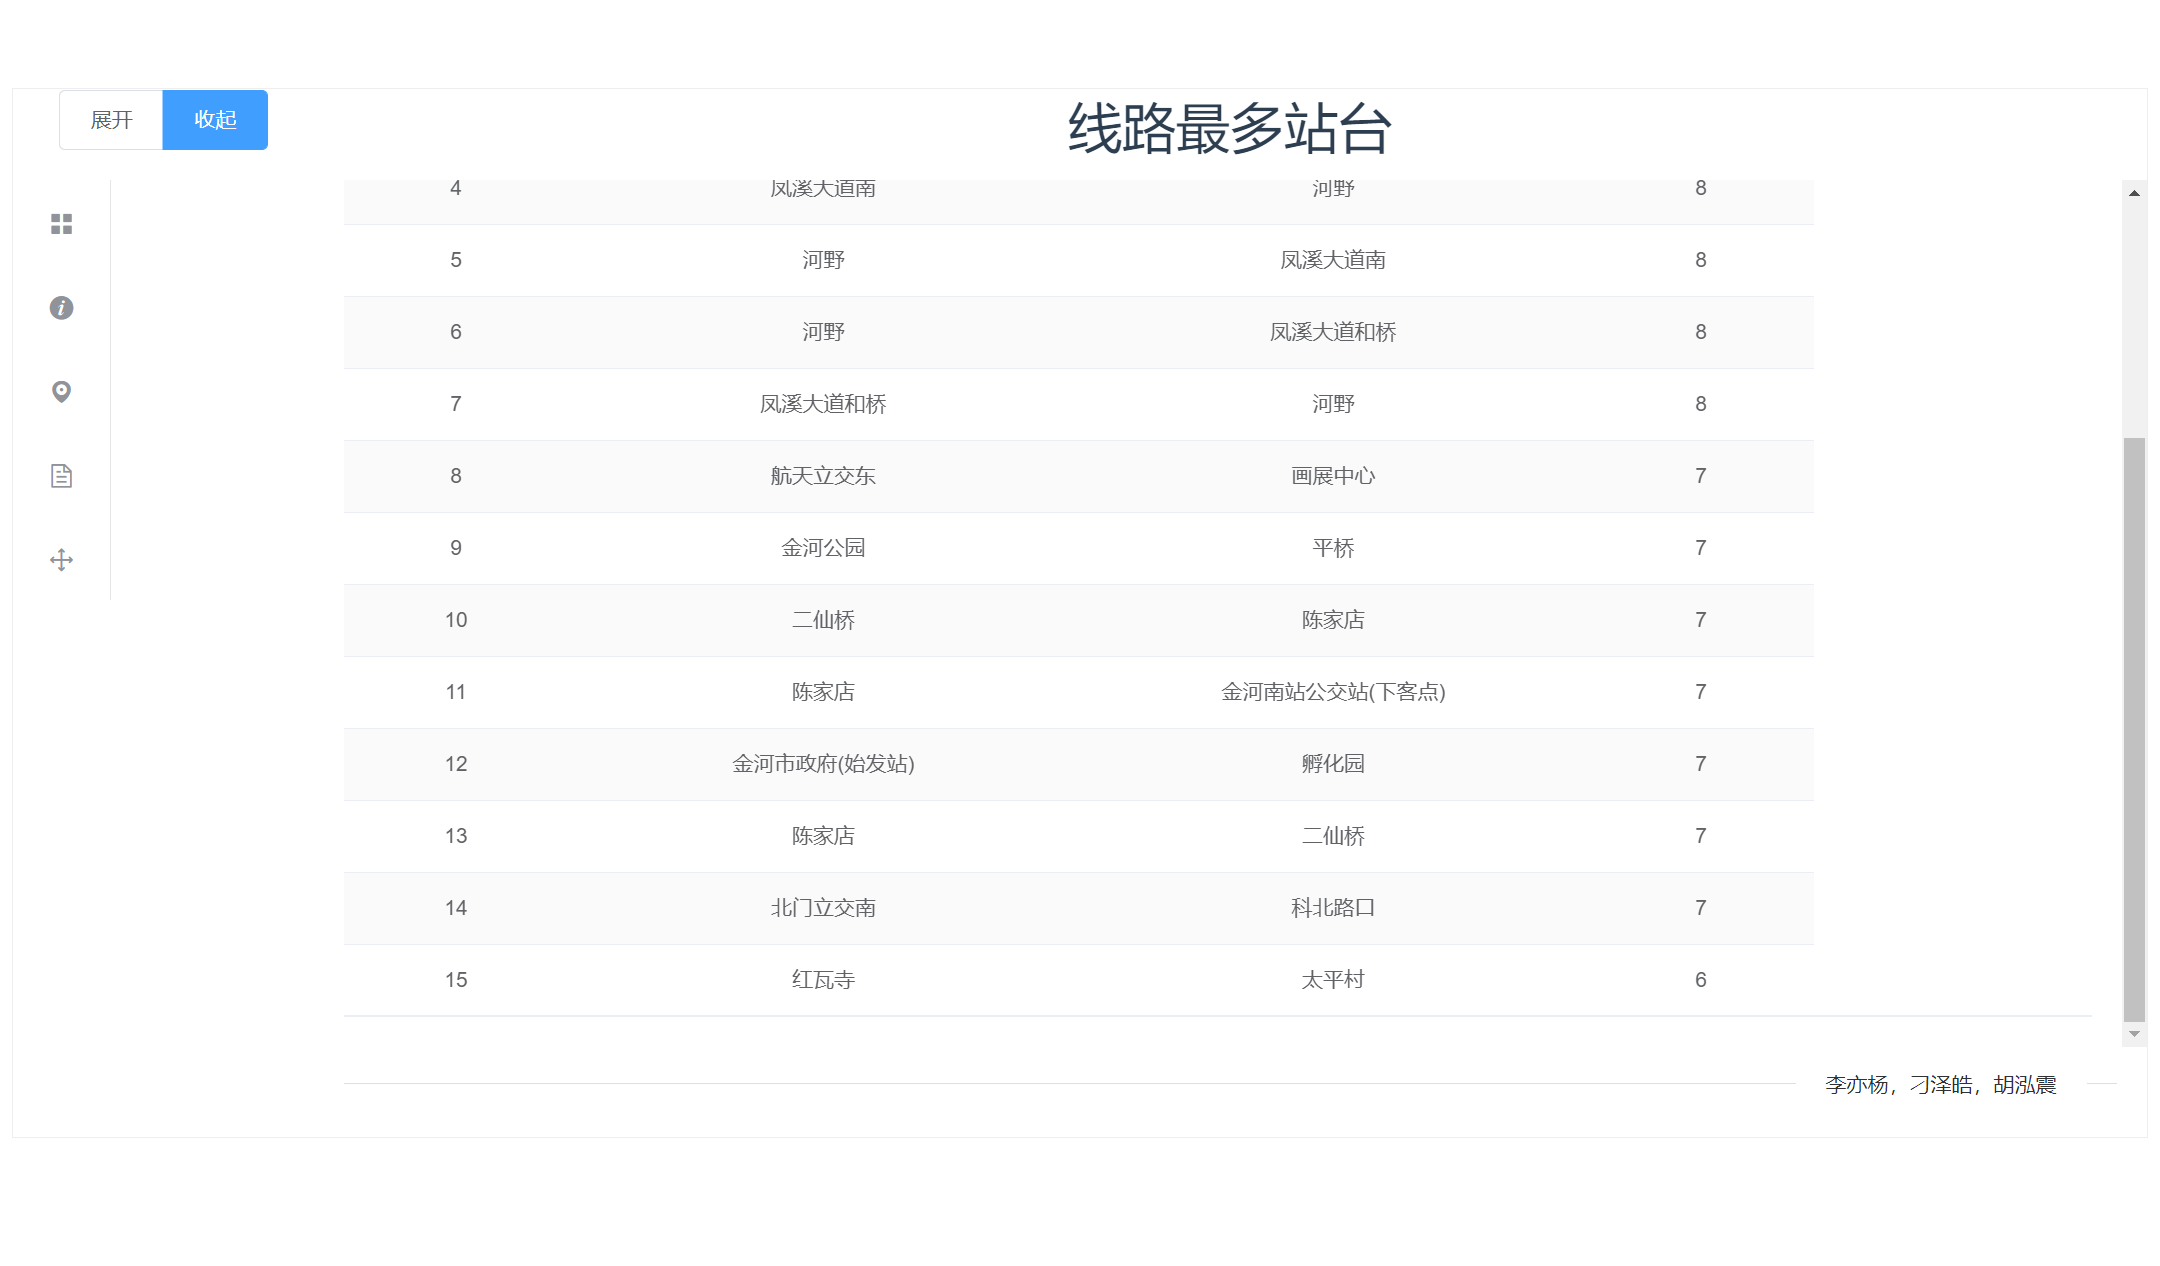 展开 收起
线路最多站台
4 凤溪大道南 河野 8
5 河野 凤溪大道南 8
6 河野 凤溪大道和桥 8
7 凤溪大道和桥 河野 8
8 航天立交东 画展中心 7
9 金河公园 平桥 7
10 二仙桥 陈家店 7
11 陈家店 金河南站公交站(下客点) 7
12 金河市政府(始发站) 孵化园 7
13 陈家店 二仙桥 7
14 北门立交南 科北路口 7
15 红瓦寺 太平村 6
李亦杨，刁泽皓，胡泓震